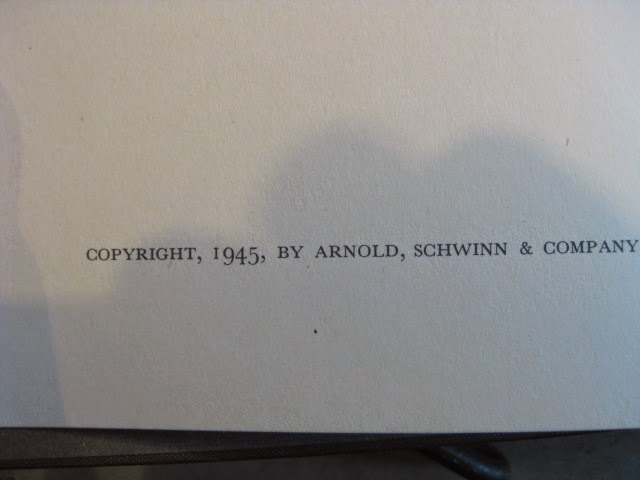 COPYRIGHT, 1945, BY ARNOLD, SCHWINN & COMPANY